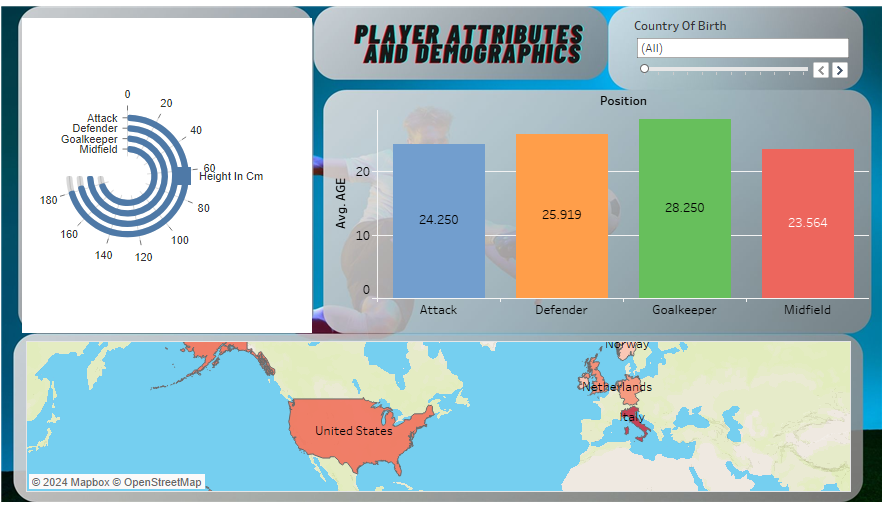 PLAYER ATTRIBUTES
AND DEMOGRAPHICS
Country Of Birth
(All)
0
20
40
60
80
100
120
140
160
180
Attack
Defender
Goalkeeper
Midfield
Height In Cm
Position
Avg. AGE
20
10
0
24.250
25.919
28.250
23.564
Attack
Defender
Goalkeeper
Midfield
Norway
Netherlands
Italy
United States
© 2024 Mapbox © OpenStreetMap